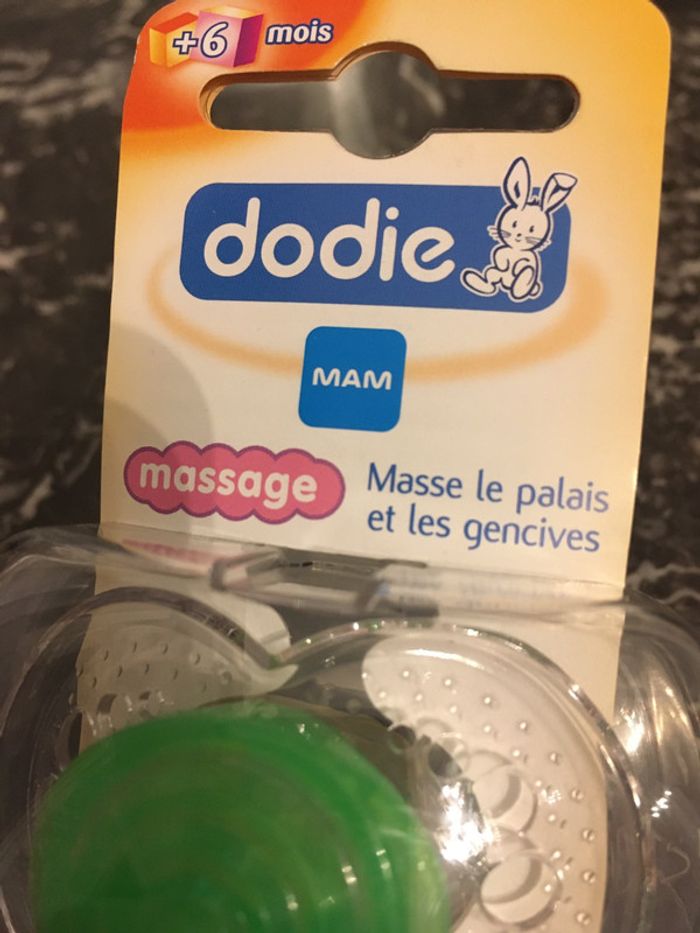 +6 mois
dodie
MAM
massage
Masse le palais
et les gencives